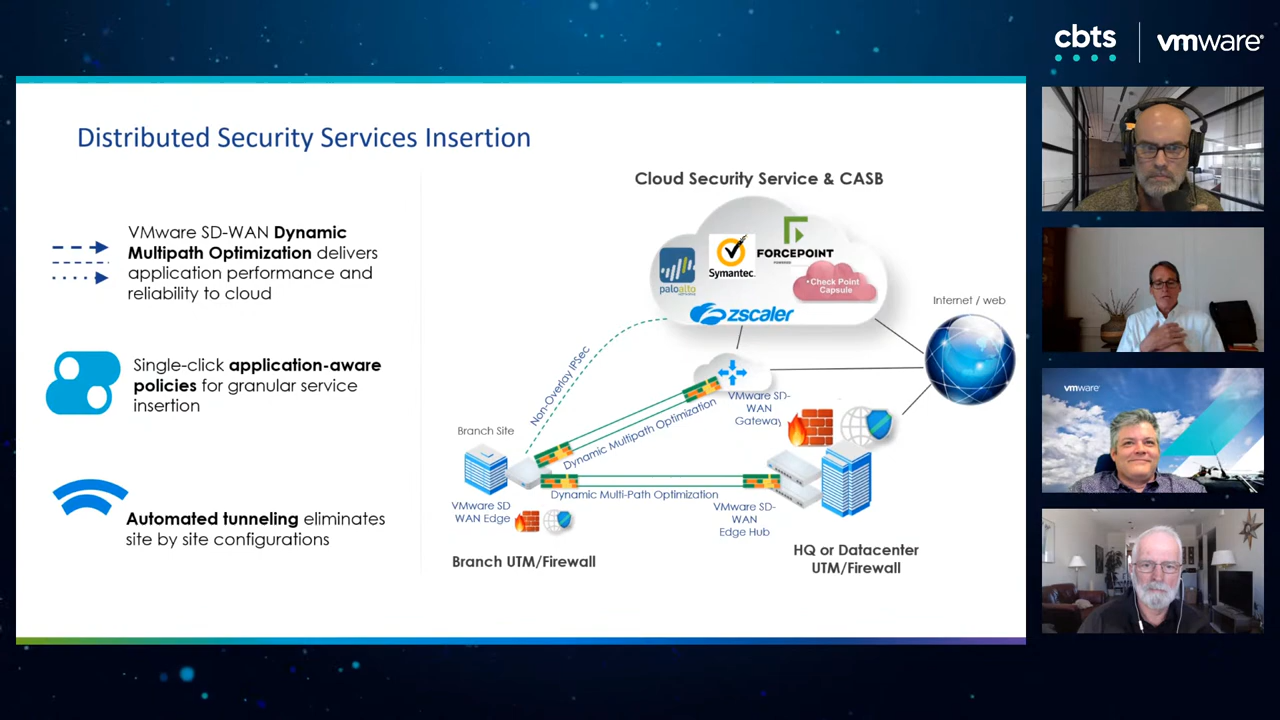 cbts
vmware®
Distributed Security Services Insertion
VMware SD-WAN Dynamic
Multipath Optimization delivers
application performance and
reliability to cloud
Single-click application-aware
policies for granular service
insertion
Automated tunneling eliminates
site by site configurations
Cloud Security Service & CASB
paloalto
Symantec.
FORCEPOINT
POWERED
Check Point
Capsule
zscaler
Internet / web
Non-Overlay IPSec
VMware SD-
WAN
Gateway
Dynamic Multipath Optimization
Branch Site
Dynamic Multi-Path Optimization
VMware SD
WAN Edge
VMware SD-
WAN
Edge Hub
Branch UTM/Firewall
HQ or Datacenter
UTM/Firewall
vmware